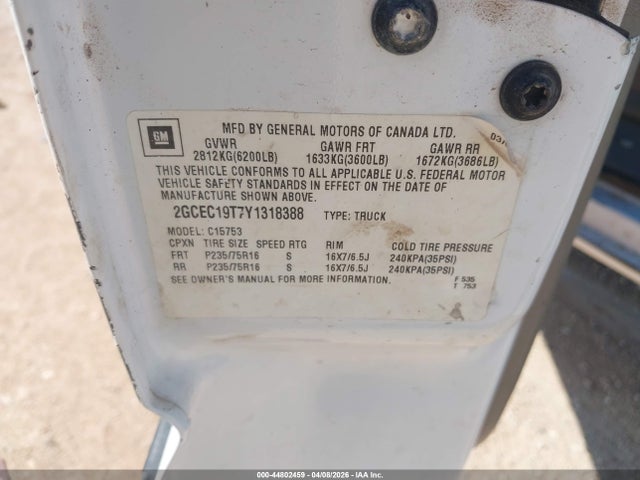 GM
MFD BY GENERAL MOTORS OF CANADA LTD.
GVWR GAWR FRT GAWR RR
2812KG(6200LB) 1633KG(3600LB) 1672KG(3686LB)
THIS VEHICLE CONFORMS TO ALL APPLICABLE U.S. FEDERAL MOTOR
VEHICLE SAFETY STANDARDS IN EFFECT ON THE DATE OF
MANUFACTURE SHOWN ABOVE.
2GCEC19T7Y1318388 TYPE: TRUCK
MODEL: C15753
CPXN TIRE SIZE SPEED RTG RIM COLD TIRE PRESSURE
FRT P235/75R16 S 16X7/6.5J 240KPA(35PSI)
RR P235/75R16 S 16X7/6.5J 240KPA(35PSI)
SEE OWNER'S MANUAL FOR MORE INFORMATION.
F 535
T 753
000-44802459 | 04/08/2026 | IAA Inc.